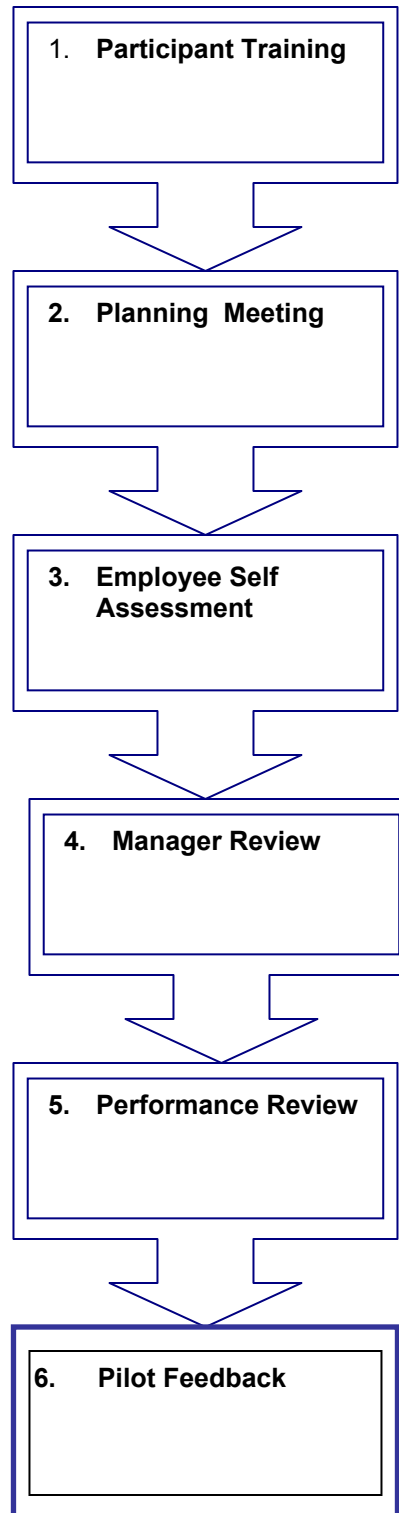 1. Participant Training
2. Planning Meeting
3. Employee Self
Assessment
4. Manager Review
5. Performance Review
6. Pilot Feedback